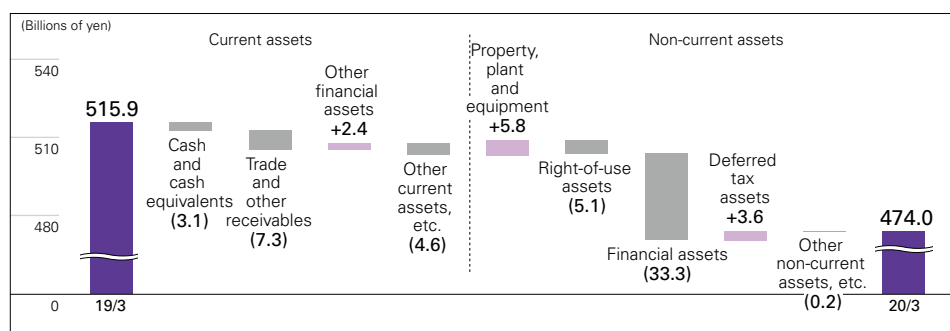 (Billions of yen)
Current assets
Non-current assets
540
510
480
0
515.9
19/3
Cash
and
cash
equivalents
(3.1)
Trade
and
other
receivables
(7.3)
Other
financial
assets
+2.4
Other
current
assets,
etc.
(4.6)
Property,
plant
and
equipment
+5.8
Right-of-use
assets
(5.1)
Financial assets
(33.3)
Deferred
tax
assets
+3.6
Other
non-current
assets, etc.
(0.2)
474.0
20/3